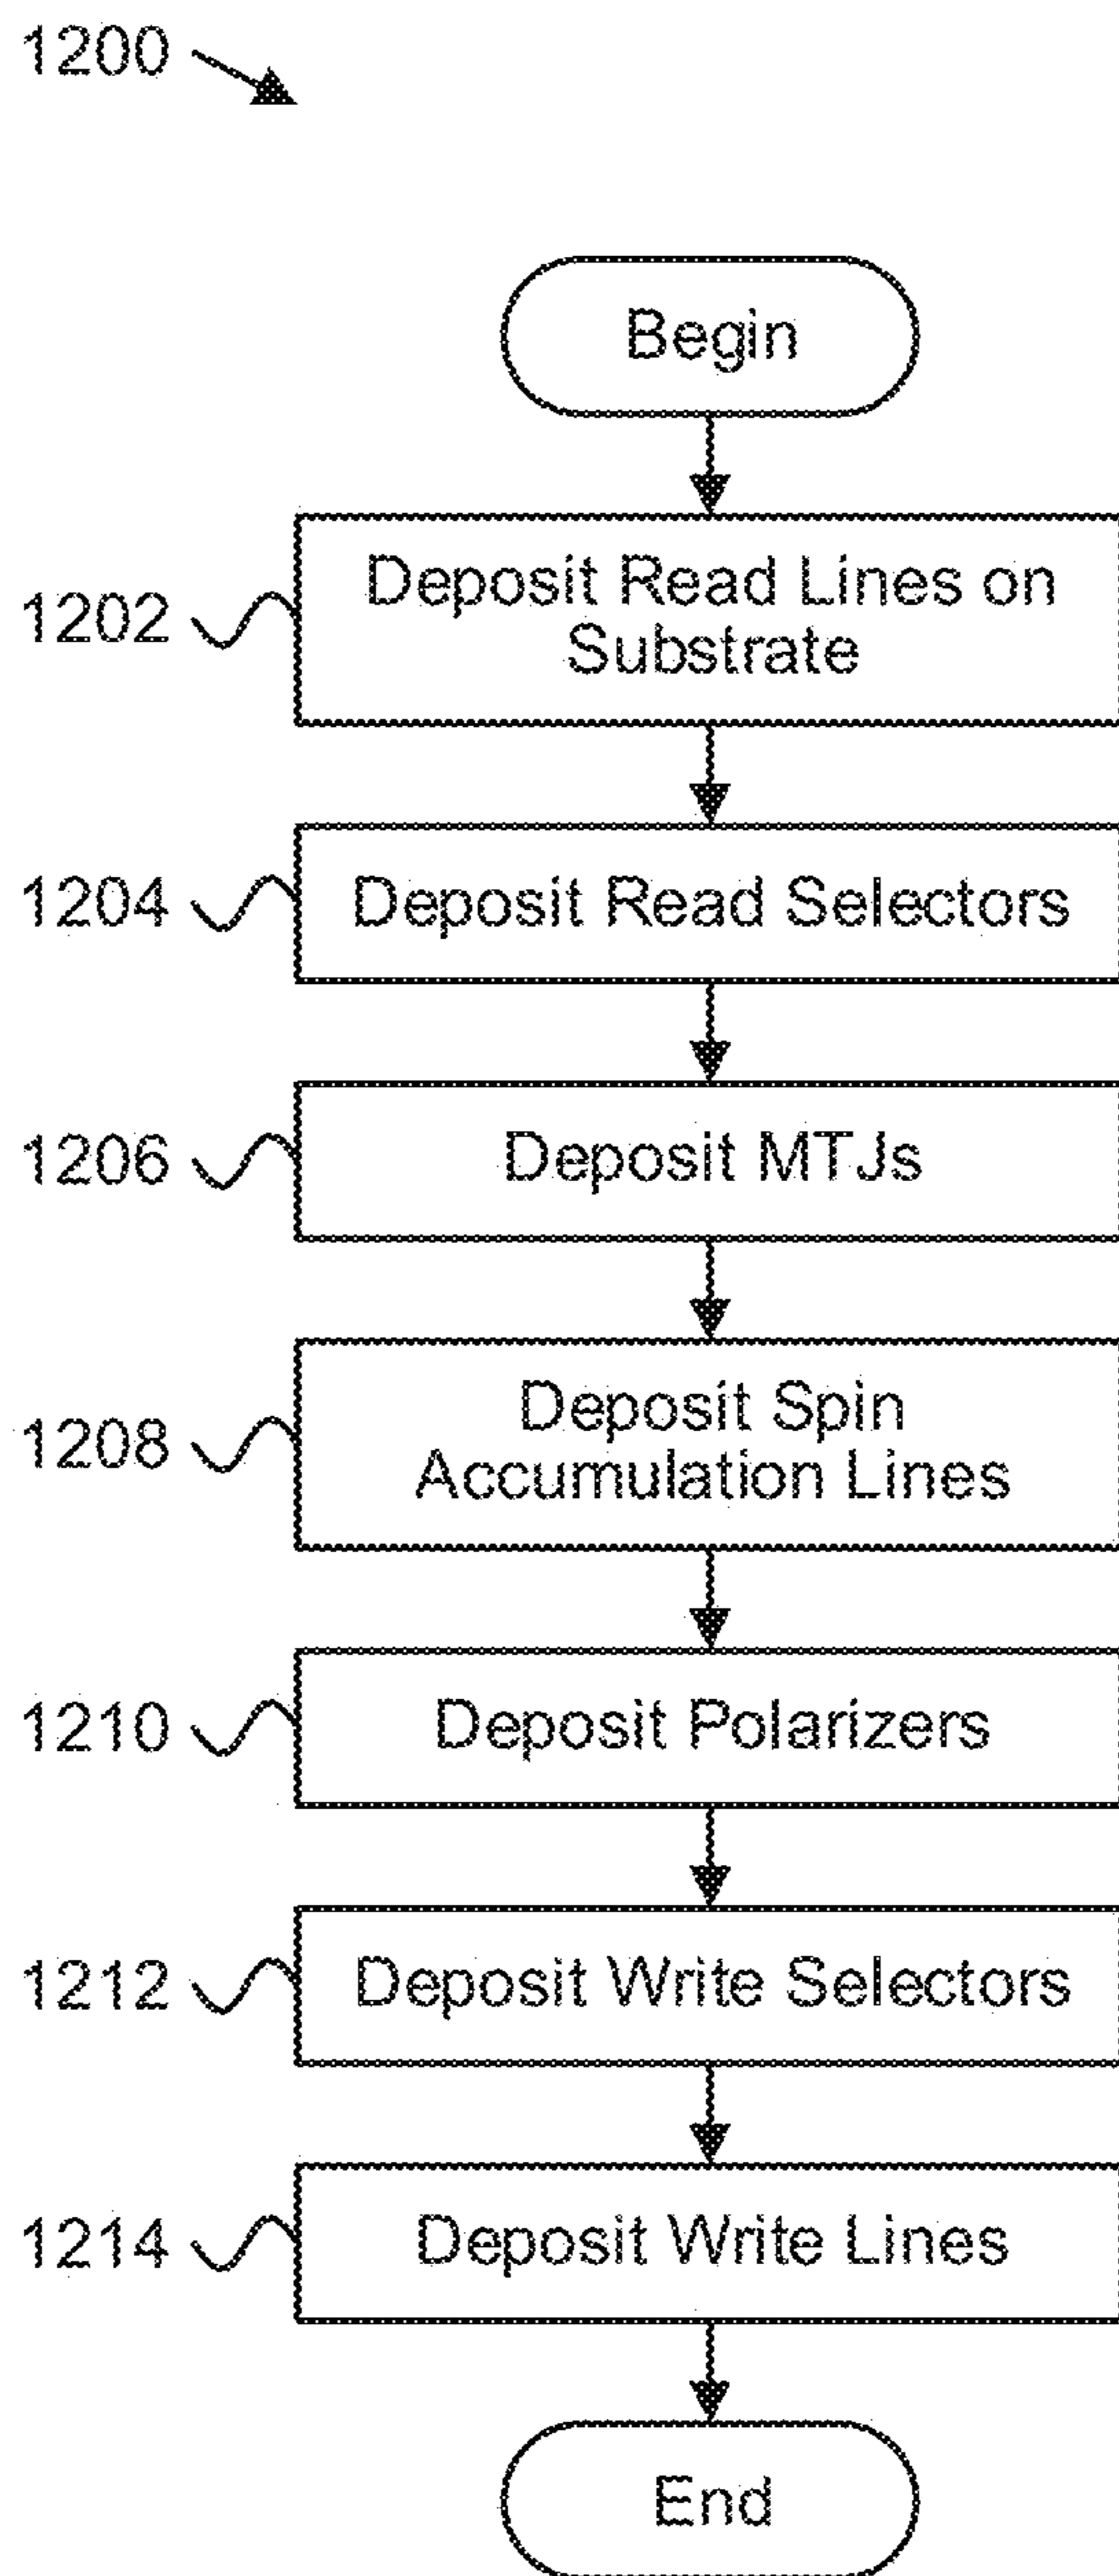 1200
Begin
1202
Deposit Read Lines on
Substrate
1204
Deposit Read Selectors
1206
Deposit MTJs
1208
Deposit Spin
Accumulation Lines
1210
Deposit Polarizers
1212
Deposit Write Selectors
1214
Deposit Write Lines
End